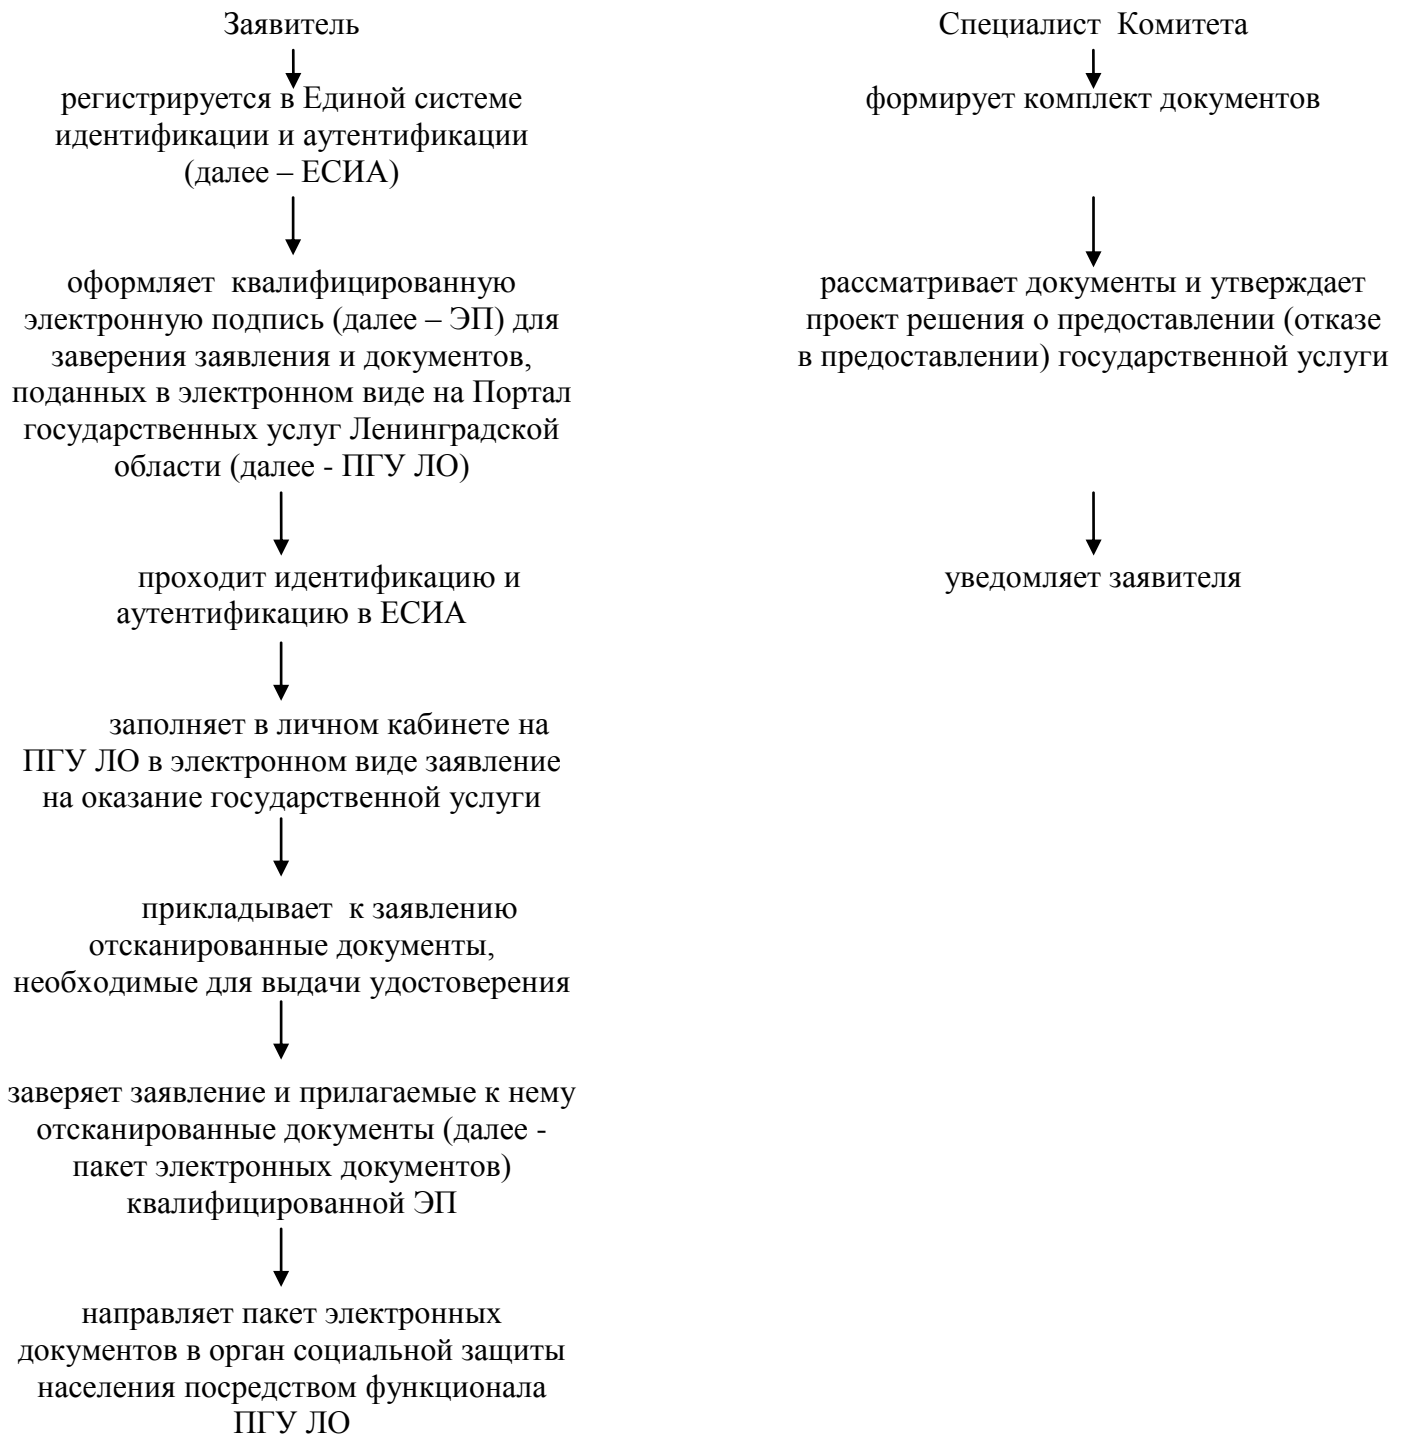 Заявитель
регистрируется в Единой системе
идентификации и аутентификации
(далее – ЕСИА)
оформляет квалифицированную
электронную подпись (далее – ЭП) для
заверения заявления и документов,
поданных в электронном виде на Портал
государственных услуг Ленинградской
области (далее - ПГУ ЛО)
проходит идентификацию и
аутентификацию в ЕСИА
заполняет в личном кабинете на
ПГУ ЛО в электронном виде заявление
на оказание государственной услуги
прикладывает к заявлению
отсканированные документы,
необходимые для выдачи удостоверения
заверяет заявление и прилагаемые к нему
отсканированные документы (далее -
пакет электронных документов)
квалифицированной ЭП
направляет пакет электронных
документов в орган социальной защиты
населения посредством функционала
ПГУ ЛО
Специалист Комитета
формирует комплект документов
рассматривает документы и утверждает
проект решения о предоставлении (отказе
в предоставлении) государственной услуги
уведомляет заявителя